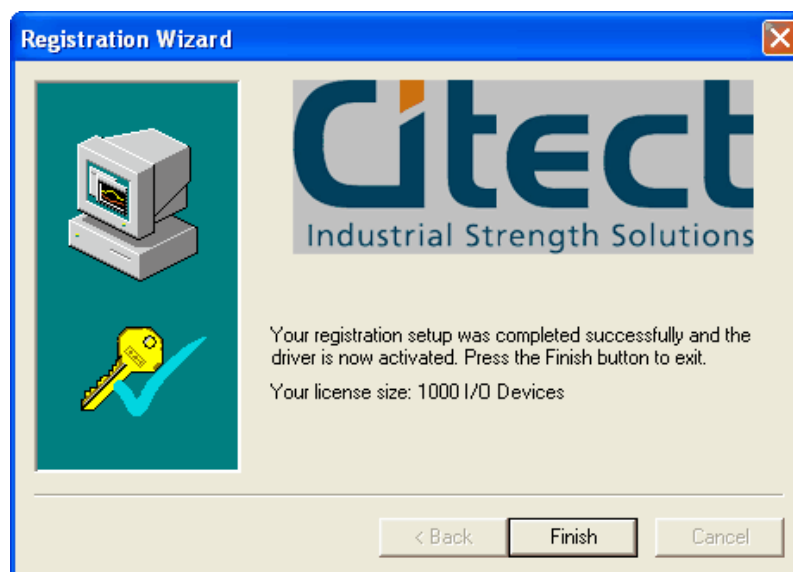 Registration Wizard
Citect
Industrial Strength Solutions
Your registration setup was completed successfully and the
driver is now activated. Press the Finish button to exit.
Your license size: 1000 I/O Devices
< Back
Finish
Cancel